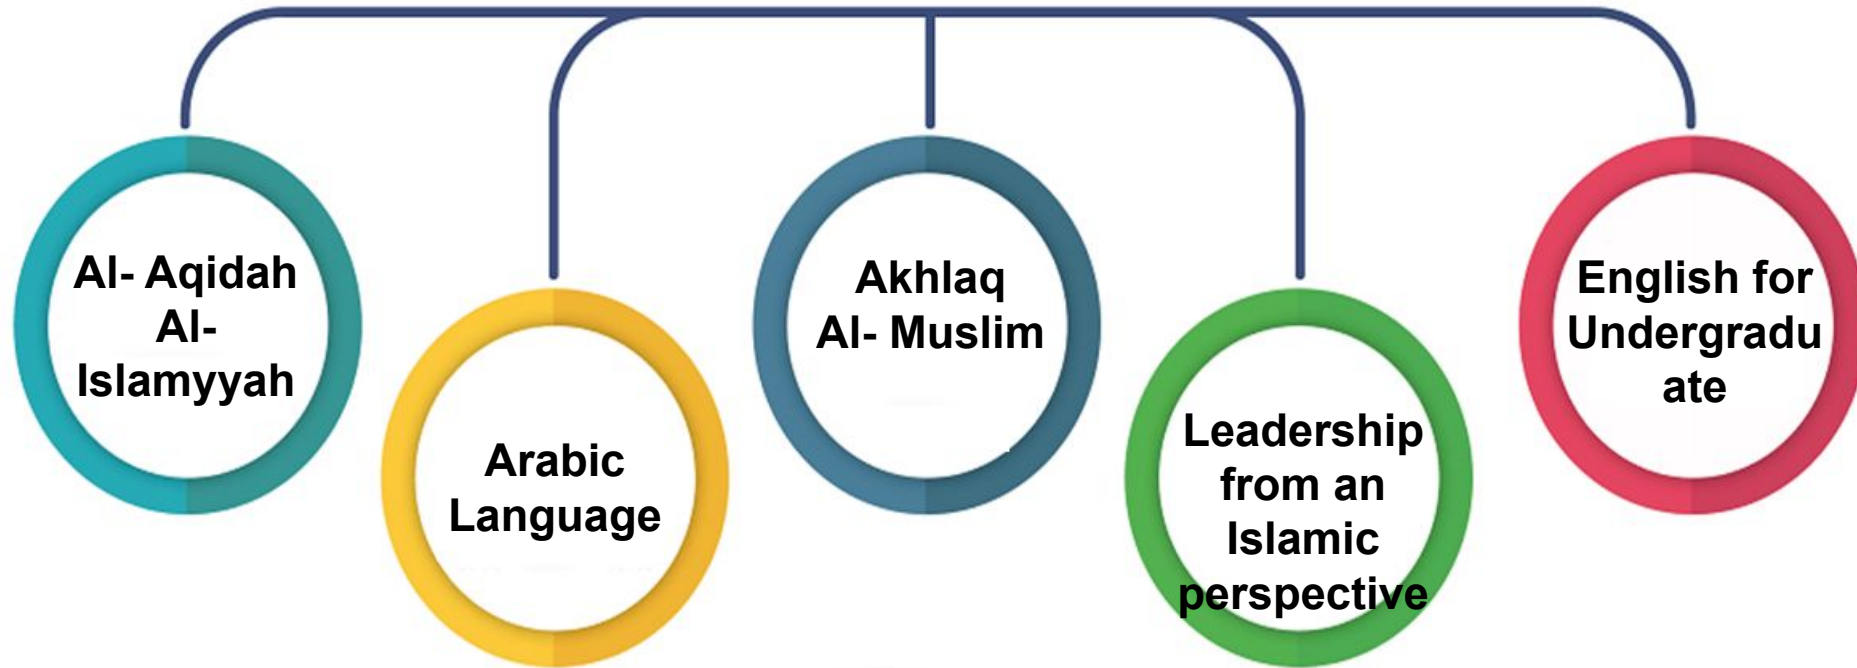 Al- Aqidah
Al-
Islamyyah
Arabic
Language
Akhlaq
Al- Muslim
Leadership
from an
Islamic
perspective
English for
Undergradu
ate